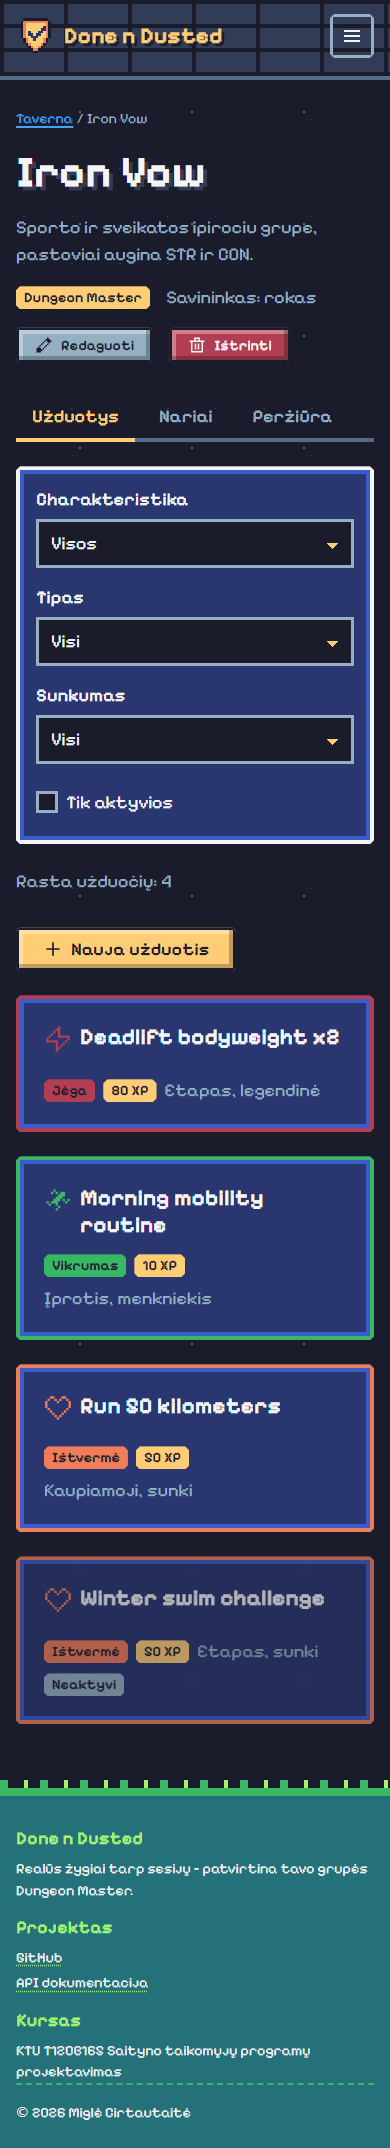 Done n Dusted
Taverna / Iron Vow
Iron Vow
Sporto ir sveikatos įpročių grupė,
pastoviai augina STR ir CON.
Dungeon Master
Savininkas: rokas
Redaguoti
Ištrinti
Užduotys
Nariai
Peržiūra
Charakteristika
Visos
Tipas
Visi
Sunkumas
Visi
Tik aktyvios
Rasta užduočių: 4
+ Nauja užduotis
Deadlift bodyweight x2
Jėga
80 XP
Etapas, legendinė
Morning mobility
routine
Vikrumas
10 XP
Įprotis, menkniekis
Run 50 kilometers
Ištvermė
50 XP
Kaupiamoji, sunki
Winter swim challenge
Ištvermė
50 XP
Etapas, sunki
Neaktyvi
Done n Dusted
Realūs žygiai tarp sesijų - patvirtina tavo grupės
Dungeon Master.
Projektas
GitHub
API dokumentacija
Kursas
KTU T120B165 Saityno taikomųjų programų
projektavimas
© 2026 Miglė Cirtautaitė